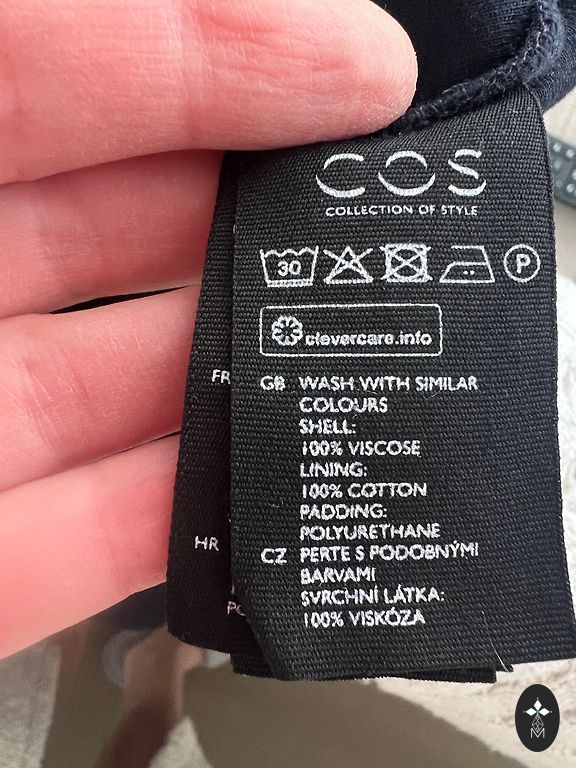 COS
COLLECTION OF STYLE
30
P
clevercare.info
FR
GB WASH WITH SIMILAR
COLOURS
SHELL:
100% VISCOSE
LINING:
100% COTTON
PADDING:
POLYURETHANE
HR
CZ PERTE S PODOBNÝMI
BARVAMI
SVRCHNÍ LÁTKA:
100% VISKÓZA
M